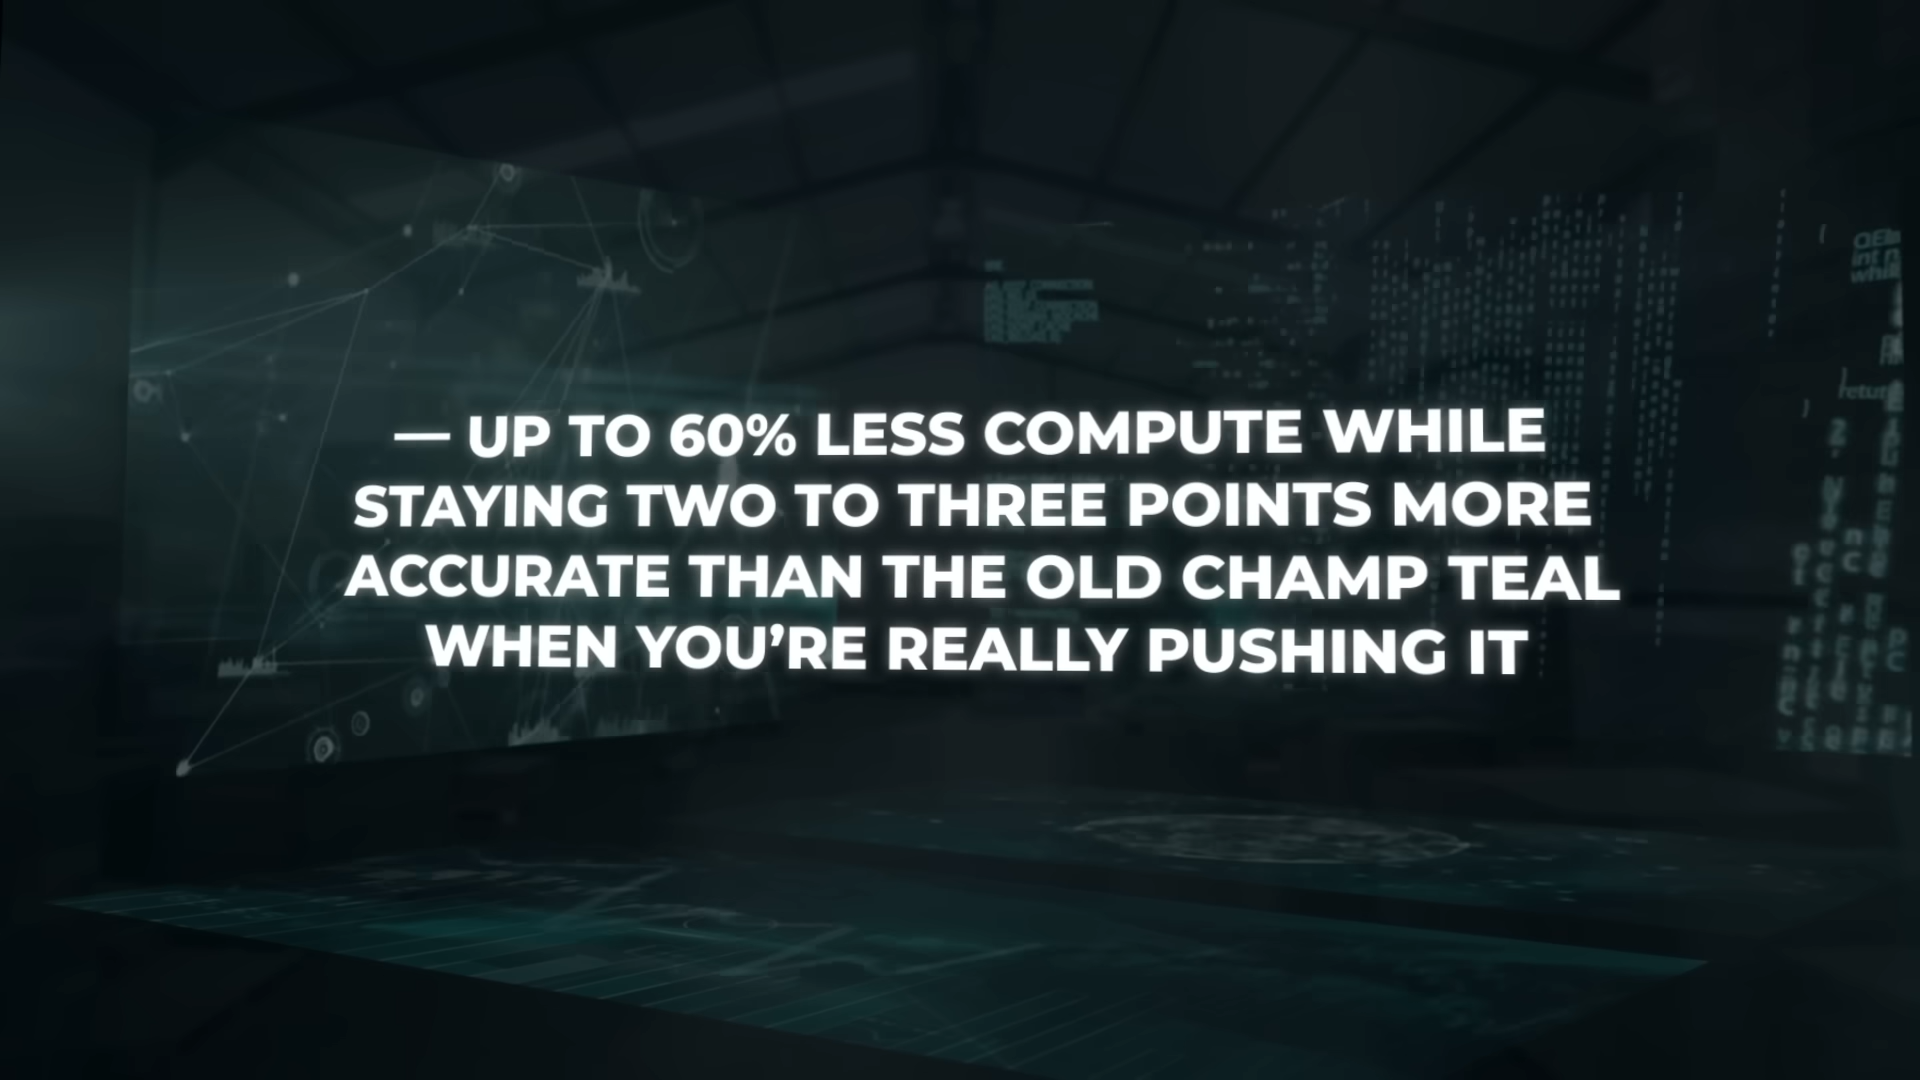 — UP TO 60% LESS COMPUTE WHILE
STAYING TWO TO THREE POINTS MORE
ACCURATE THAN THE OLD CHAMP TEAL
WHEN YOU’RE REALLY PUSHING IT